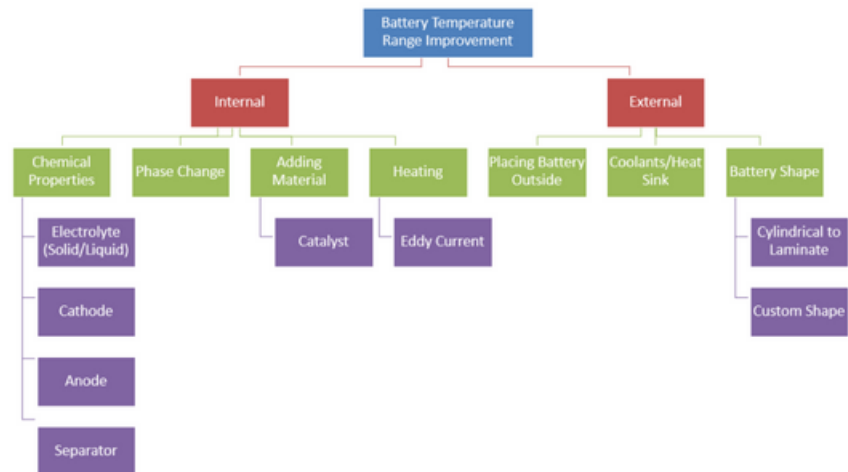 Battery Temperature
Range Improvement
Internal
External
Chemical
Properties
Phase Change
Adding
Material
Heating
Placing Battery
Outside
Coolants/Heat
Sink
Battery Shape
Electrolyte
(Solid/Liquid)
Catalyst
Eddy Current
Cylindrical to
Laminate
Cathode
Custom Shape
Anode
Separator